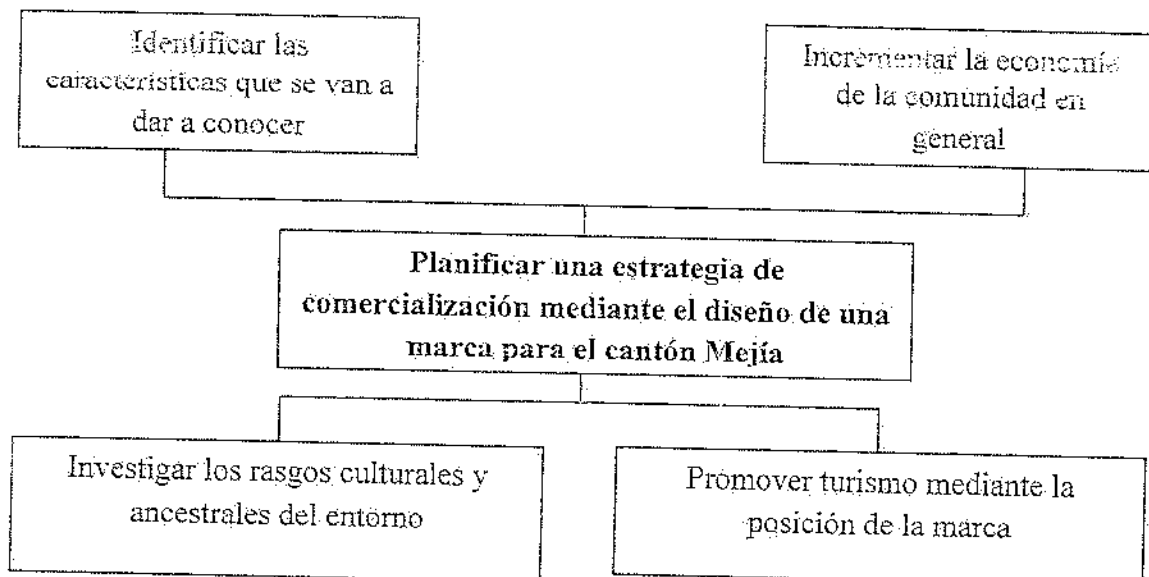 Identificar las
características que se van a
dar a conocer
Incrementar la economía
de la comunidad en
general
Planificar una estrategia de
comercialización mediante el diseño de una
marca para el cantón Mejía
Investigar los rasgos culturales y
ancestrales del entorno
Promover turismo mediante la
posición de la marca